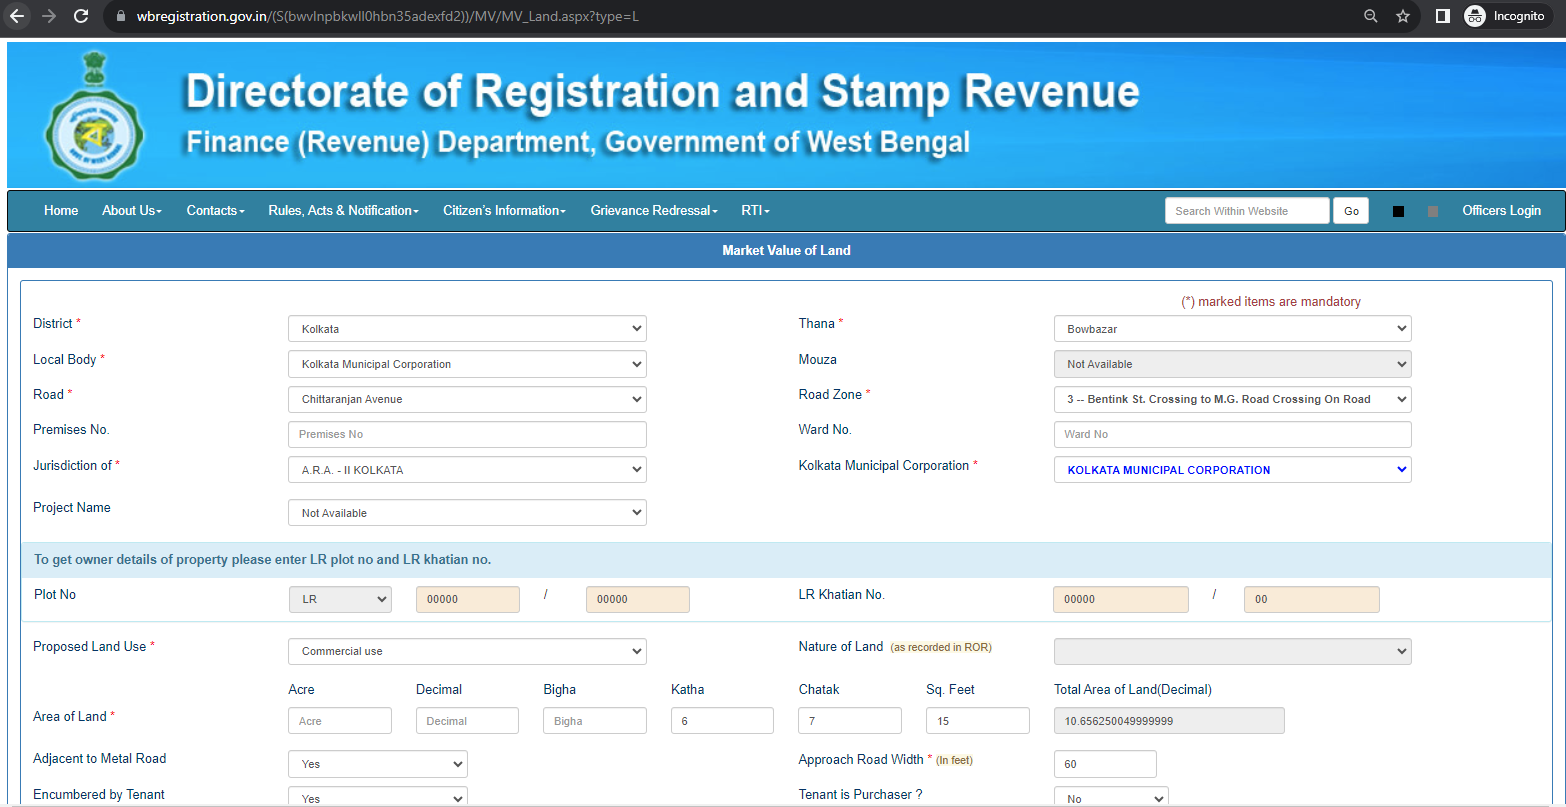 wbregistration.gov.in/(S(bwvlnpbkwll0hbn35adexfd2))/MV/MV_Land.aspx?type=L Incognito
Directorate of Registration and Stamp Revenue
Finance (Revenue) Department, Government of West Bengal
Home About Us Contacts Rules, Acts & Notification Citizen's Information Grievance Redressal RTI Search Within Website Go Officers Login
Market Value of Land
(*) marked items are mandatory
District * Kolkata Thana * Bowbazar
Local Body * Kolkata Municipal Corporation Mouza Not Available
Road * Chittaranjan Avenue Road Zone * 3 -- Bentink St. Crossing to M.G. Road Crossing On Road
Premises No. Premises No Ward No. Ward No
Jurisdiction of * A.R.A. - II KOLKATA Kolkata Municipal Corporation * KOLKATA MUNICIPAL CORPORATION
Project Name Not Available
To get owner details of property please enter LR plot no and LR khatian no.
Plot No LR 00000 / 00000 LR Khatian No. 00000 / 00
Proposed Land Use * Commercial use Nature of Land (as recorded in ROR)
Acre Decimal Bigha Katha Chatak Sq. Feet Total Area of Land(Decimal)
Area of Land * Acre Decimal Bigha 6 7 15 10.656250049999999
Adjacent to Metal Road Yes Approach Road Width * (In feet) 60
Encumbered by Tenant Yes Tenant is Purchaser ? No